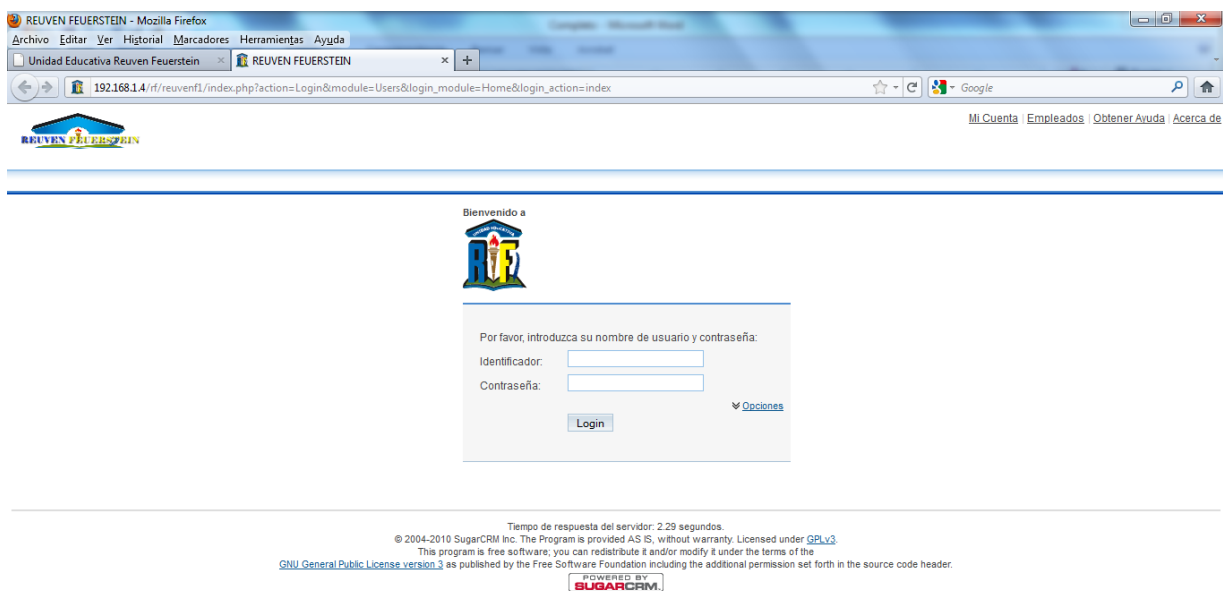 REUVEN FEUERSTEIN - Mozilla Firefox
Archivo Editar Ver Historial Marcadores Herramientas Ayuda
Unidad Educativa Reuven Feuerstein × REUVEN FEUERSTEIN × +
192.168.1.4/rf/reuvenf1/index.php?action=Login&module=Users&login_module=Home&login_action=index Google
Mi Cuenta | Empleados | Obtener Ayuda | Acerca de
REUVEN FEUERSTEIN
Bienvenido a
UNIDAD EDUCATIVA
RF
Por favor, introduzca su nombre de usuario y contraseña:
Identificador:
Contraseña:
Opciones
Login
Tiempo de respuesta del servidor: 2.29 segundos.
© 2004-2010 SugarCRM Inc. The Program is provided AS IS, without warranty. Licensed under GPLv3.
This program is free software; you can redistribute it and/or modify it under the terms of the
GNU General Public License version 3 as published by the Free Software Foundation including the additional permission set forth in the source code header.
POWERED BY
SUGARCRM.